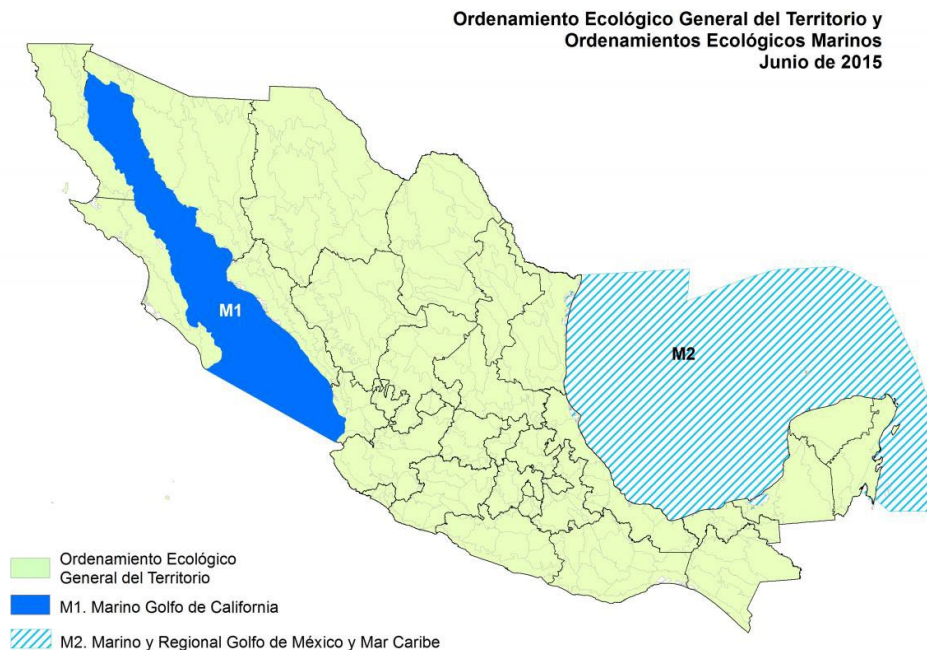 Ordenamiento Ecológico General del Territorio y
Ordenamientos Ecológicos Marinos
Junio de 2015
M1
M2
Ordenamiento Ecológico
General del Territorio
M1. Marino Golfo de California
M2. Marino y Regional Golfo de México y Mar Caribe